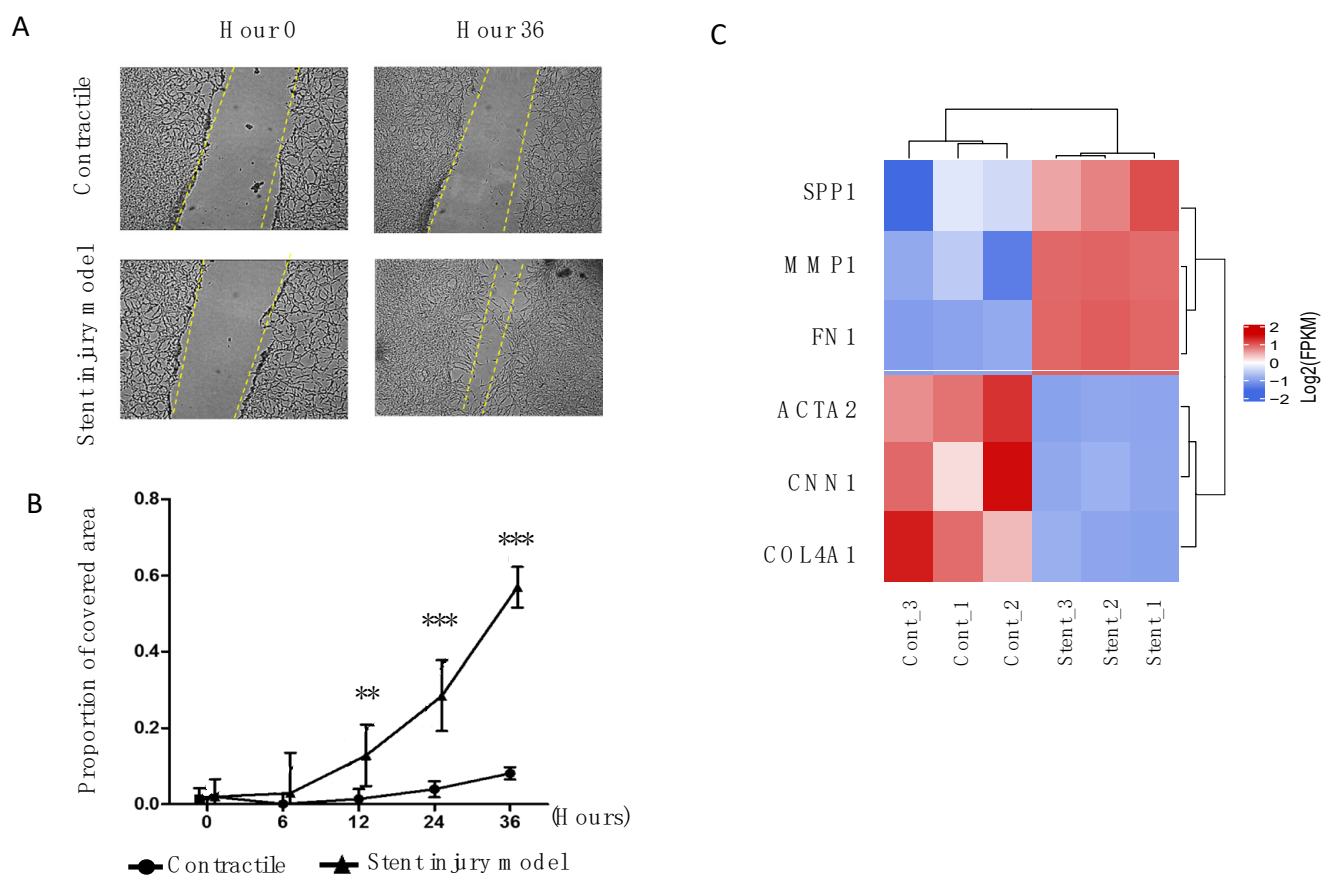 A
Hour 0
Hour 36
Contractile
Stent injury model
B
Proportion of covered area
0.8
0.6
0.4
0.2
0.0
**
***
***
0
6
12
24
36
(Hours)
Contractile
Stent injury model
C
SPP1
MMP1
FN1
ACTA2
CNN1
COL4A1
Cont_3
Cont_1
Cont_2
Stent_3
Stent_2
Stent_1
2
1
0
−1
−2
Log2(FPKM)